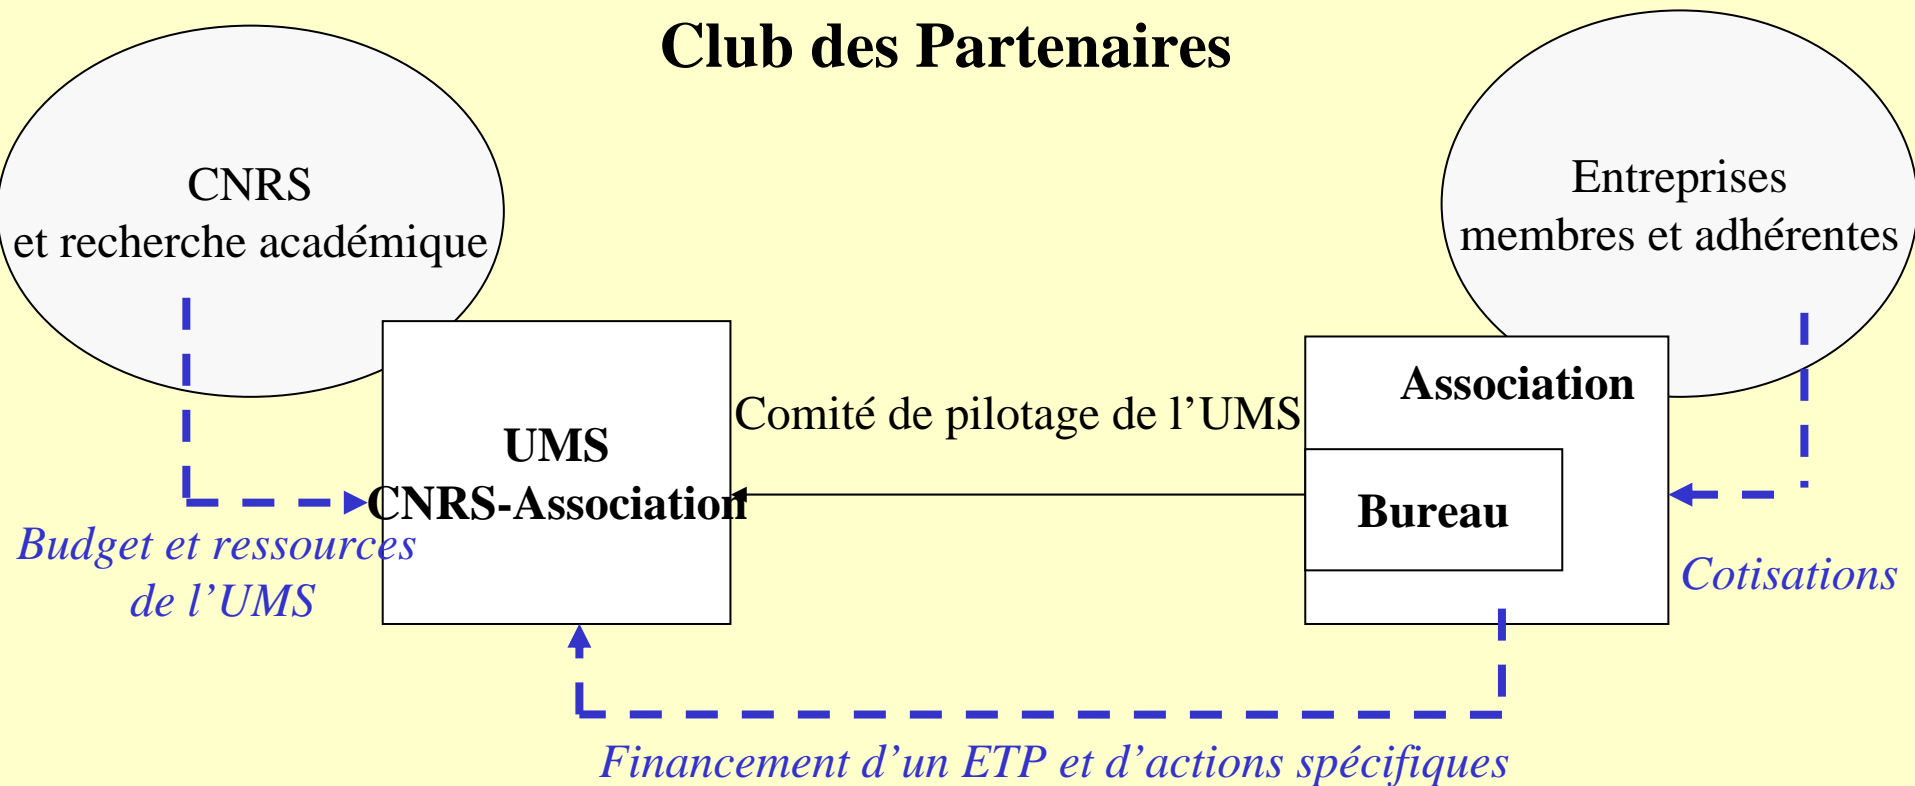 Club des Partenaires
CNRS
et recherche académique
Entreprises
membres et adhérentes
Association
Comité de pilotage de l’UMS
UMS
CNRS-Association
Bureau
Budget et ressources
de l’UMS
Cotisations
Financement d’un ETP et d’actions spécifiques